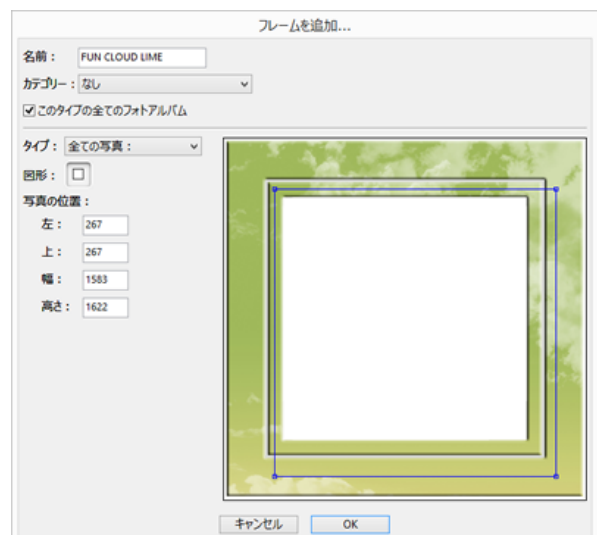 フレームを追加...
名前： FUN CLOUD LIME
カテゴリー： なし
このタイプの全てのフォトアルバム
タイプ： 全ての写真：
図形：
写真の位置：
左： 267
上： 267
幅： 1583
高さ： 1622
キャンセル OK